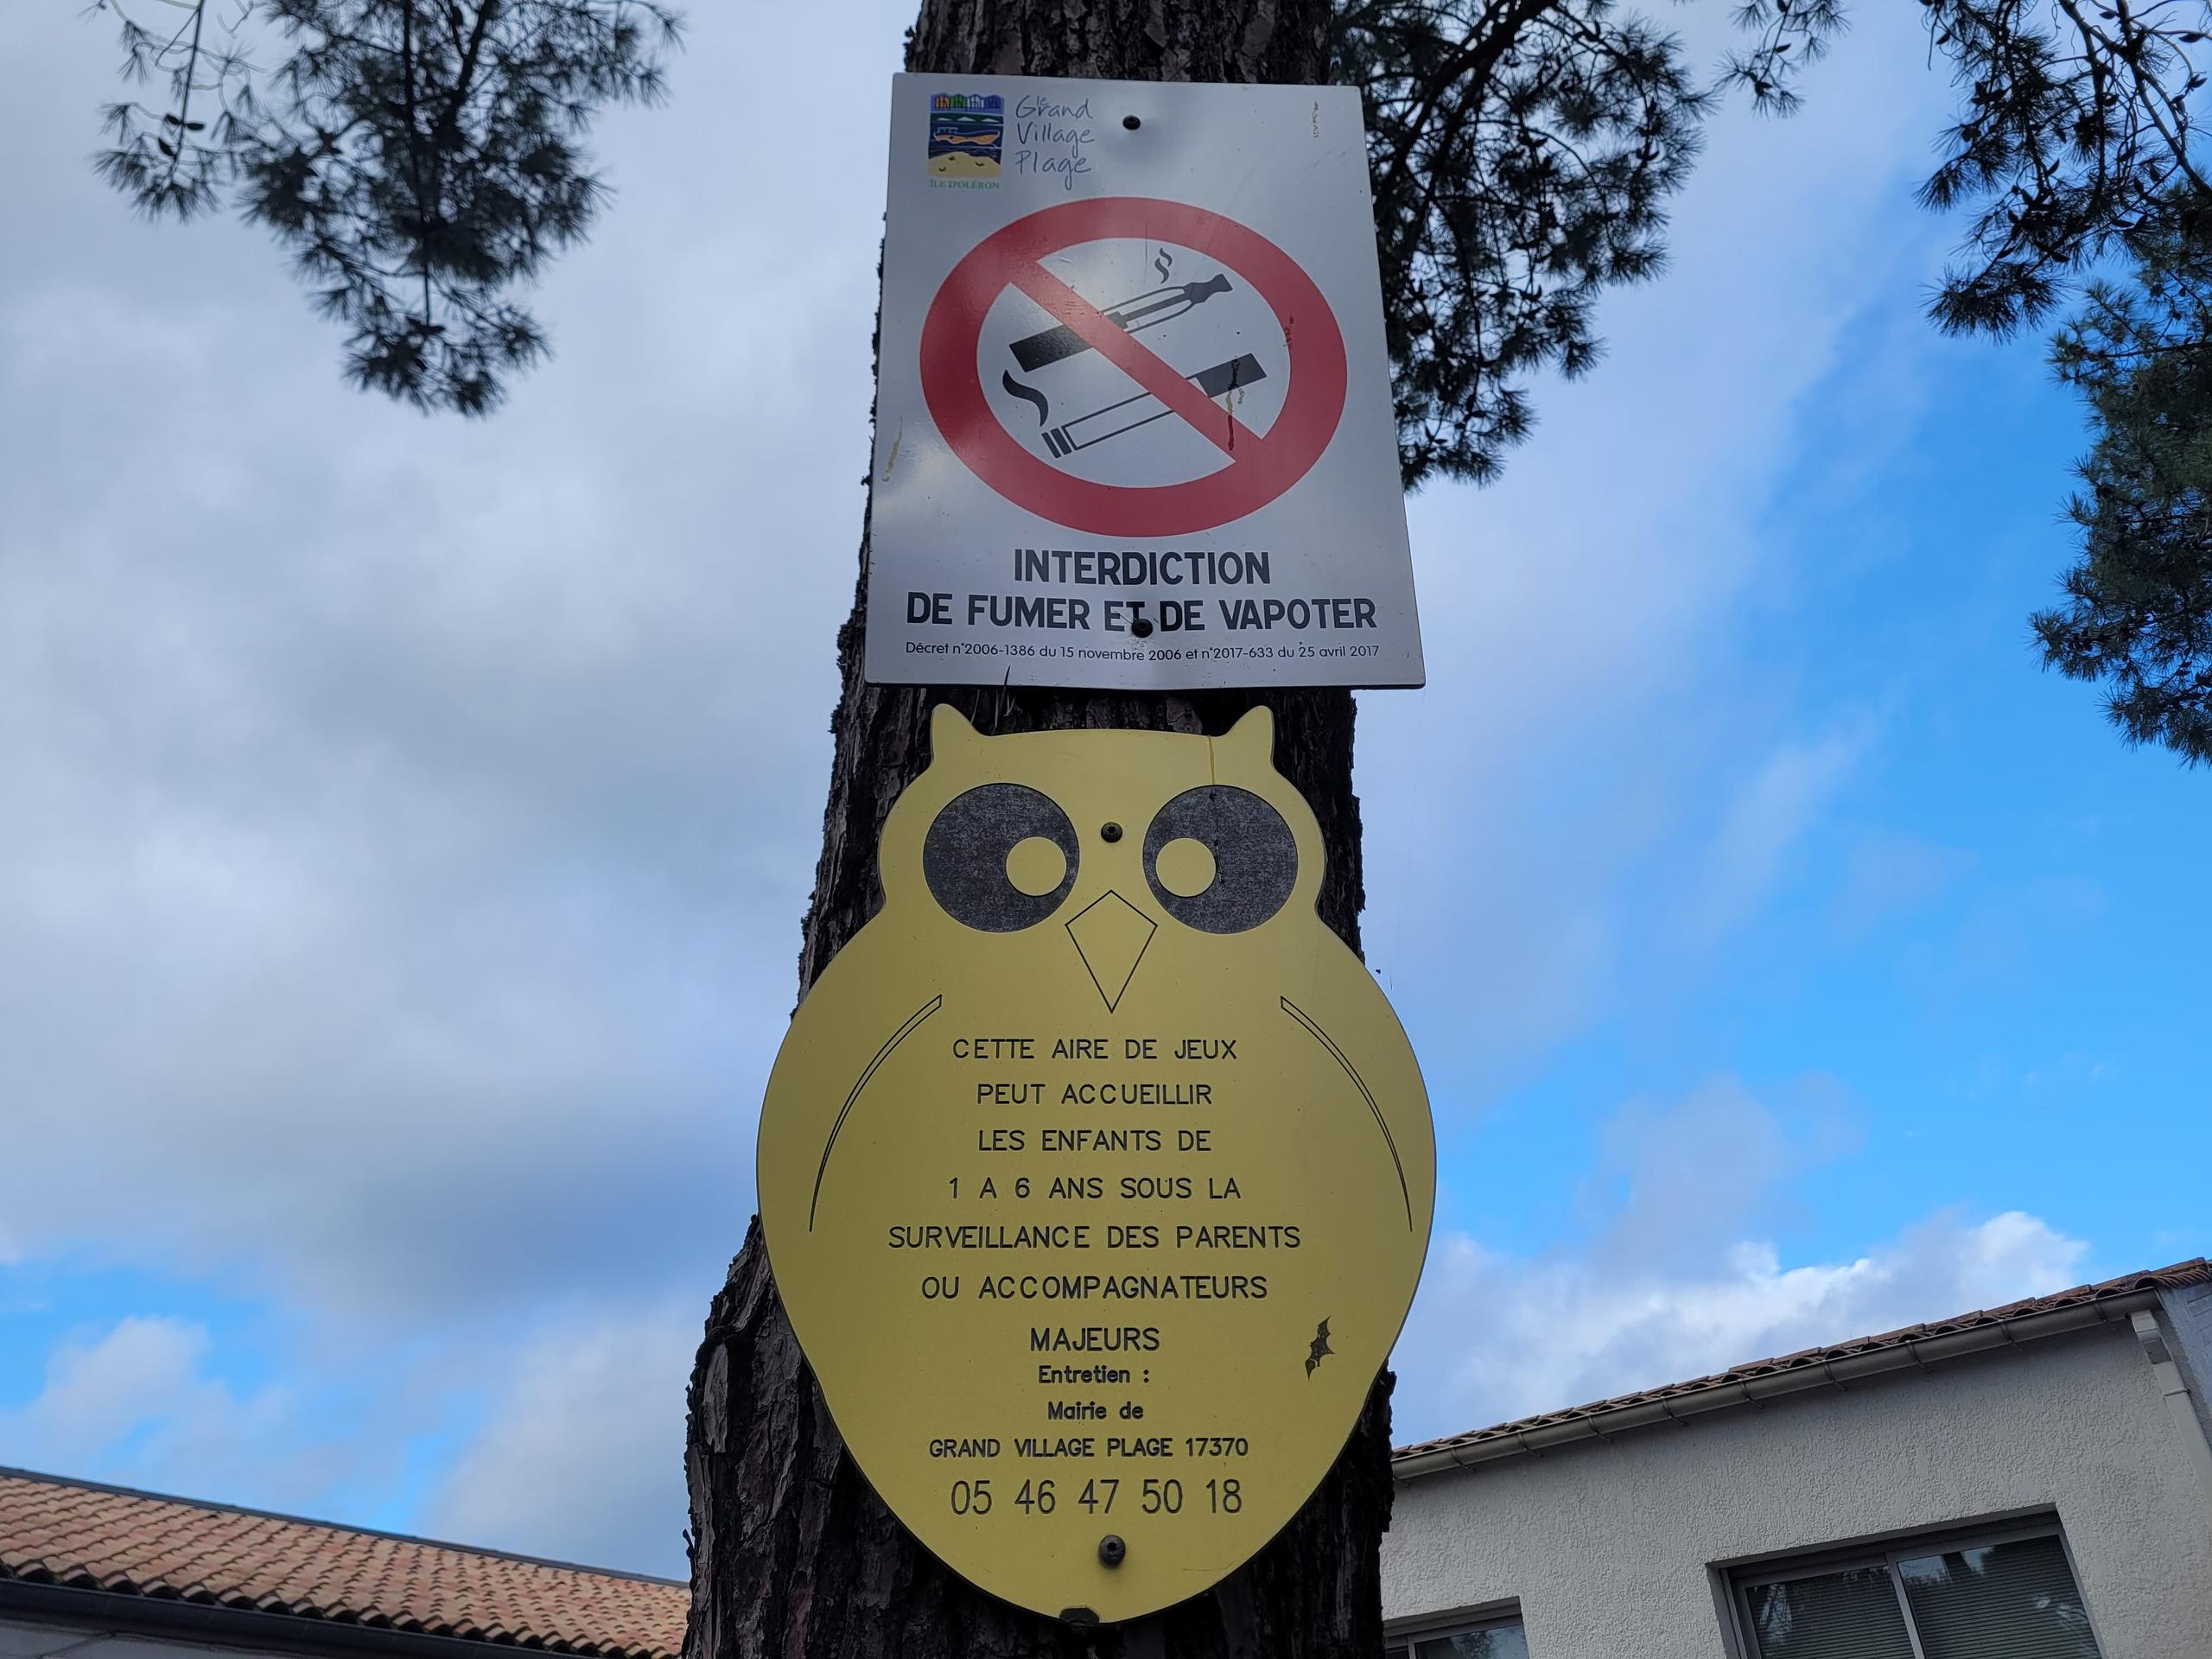 le
Grand
Village
Plage
ÎLE D'OLÉRON
INTERDICTION
DE FUMER ET DE VAPOTER
Décret n°2006-1386 du 15 novembre 2006 et n°2017-633 du 25 avril 2017
CETTE AIRE DE JEUX
PEUT ACCUEILLIR
LES ENFANTS DE
1 A 6 ANS SOUS LA
SURVEILLANCE DES PARENTS
OU ACCOMPAGNATEURS
MAJEURS
Entretien :
Mairie de
GRAND VILLAGE PLAGE 17370
05 46 47 50 18